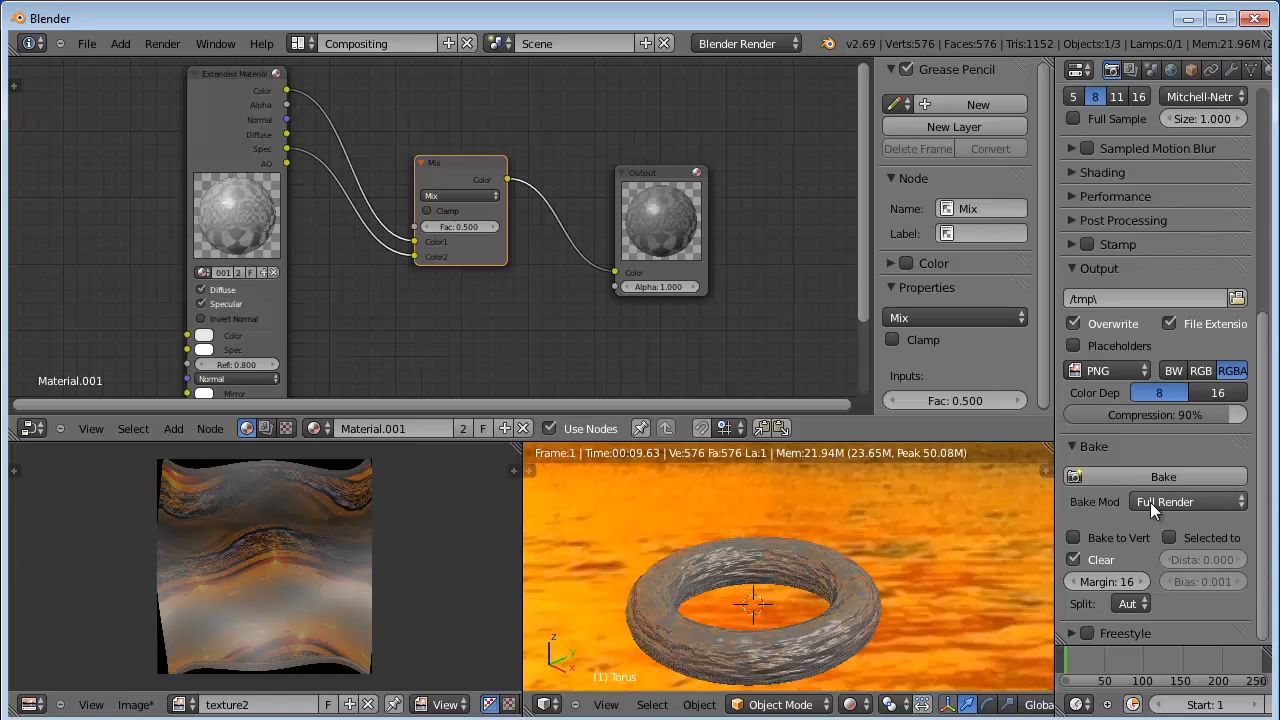 Blender
File Add Render Window Help Compositing Scene Blender Render v2.69 | Verts:576 | Faces:576 | Tris:1152 | Objects:1/3 | Lamps:0/1 | Mem:21.96M (2
Extended Material
Color
Alpha
Normal
Diffuse
Spec
AO
001 2 F
Diffuse
Specular
Invert Normal
Color
Spec
Refl: 0.800
Normal
Mirror
Mix
Color
Mix
Clamp
Fac: 0.500
Color1
Color2
Output
Color
Alpha: 1.000
Material.001
Grease Pencil
New
New Layer
Delete Frame Convert
Node
Name: Mix
Label:
Color
Properties
Mix
Clamp
Inputs:
Fac: 0.500
5 8 11 16 Mitchell-Netr
Full Sample Size: 1.000
Sampled Motion Blur
Shading
Performance
Post Processing
Stamp
Output
/tmp\
Overwrite File Extensio
Placeholders
PNG BW RGB RGBA
Color Dep 8 16
Compression: 90%
Bake
Bake
Bake Mod Full Render
Bake to Vert Selected to
Clear Dista: 0.000
Margin: 16 Bias: 0.001
Split: Aut
Freestyle
View Select Add Node Material.001 2 F Use Nodes
Frame:1 | Time:00:09.63 | Ve:576 Fa:576 La:1 | Mem:21.94M (23.65M, Peak 50.08M)
z
y
x
(1) Torus
View Image* texture2 F View
View Select Object Object Mode Globa
50 100 150 200 250
Start: 1